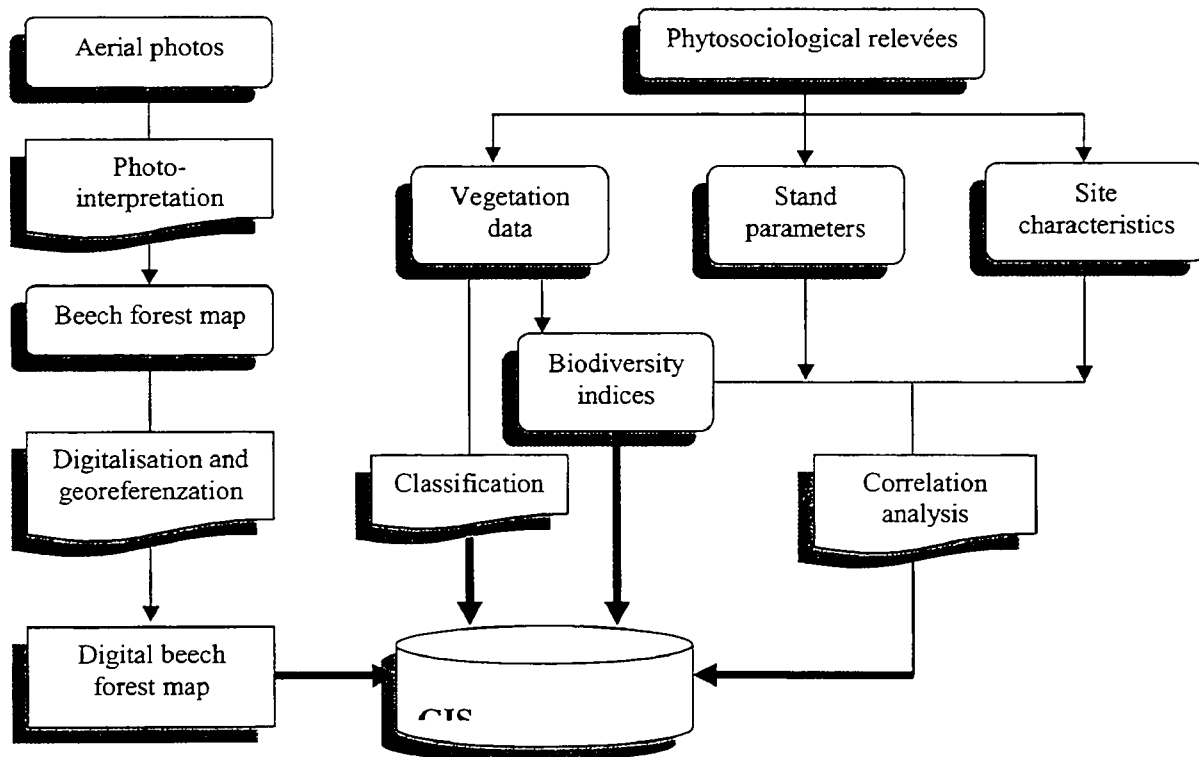 Aerial photos
Photo-
interpretation
Beech forest map
Digitalisation and
georeferenzation
Digital beech
forest map
Phytosociological relevées
Vegetation
data
Stand
parameters
Site
characteristics
Biodiversity
indices
Classification
Correlation
analysis
GIS